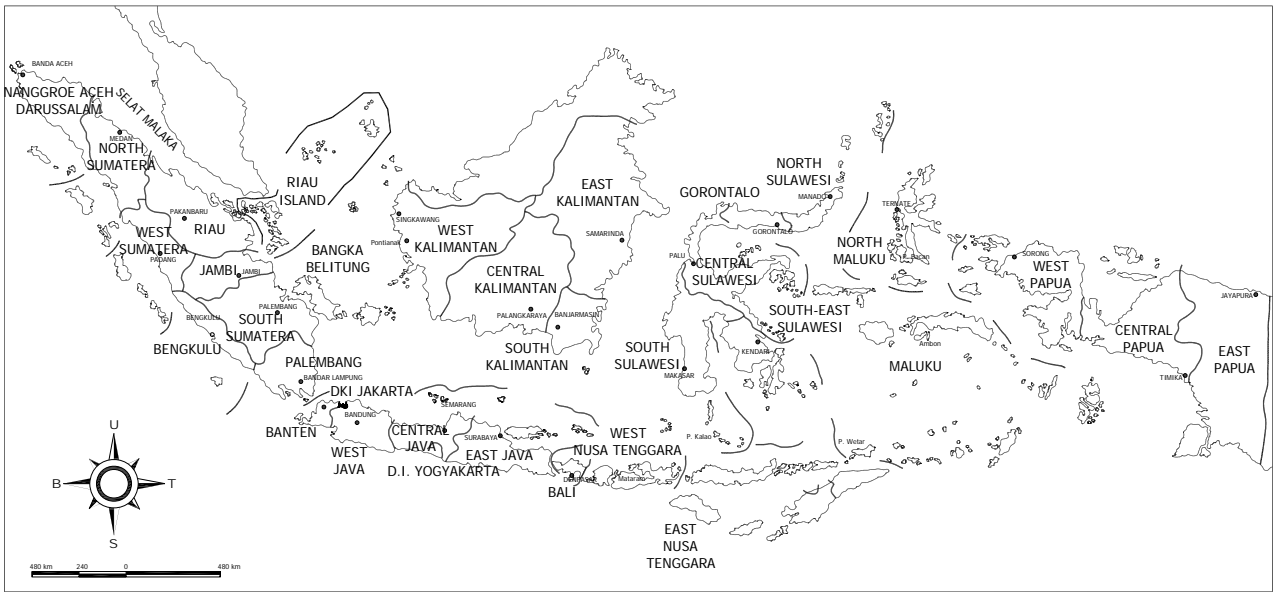 BANDA ACEH
NANGGROE ACEH
DARUSSALAM
SELAT MALAKA
MEDAN
NORTH
SUMATERA
RIAU
ISLAND
PAKANBARU
RIAU
WEST
SUMATERA
PADANG
JAMBI
JAMBI
BANGKA
BELITUNG
PALEMBANG
SOUTH
SUMATERA
BENGKULU
BENGKULU
PALEMBANG
BANDAR LAMPUNG
DKI JAKARTA
BANDUNG
BANTEN
WEST
JAVA
SEMARANG
CENTRAL
JAVA
SURABAYA
EAST JAVA
D.I. YOGYAKARTA
SINGKAWANG
Pontianak
WEST
KALIMANTAN
EAST
KALIMANTAN
SAMARINDA
CENTRAL
KALIMANTAN
PALANGKARAYA
BANJARMASIN
SOUTH
KALIMANTAN
GORONTALO
NORTH
SULAWESI
MANADO
GORONTALO
PALU
CENTRAL
SULAWESI
SOUTH-EAST
SULAWESI
SOUTH
SULAWESI
KENDARI
MAKASAR
TERNATE
NORTH
MALUKU
P. Bacan
SORONG
WEST
PAPUA
JAYAPURA
CENTRAL
PAPUA
EAST
PAPUA
TIMIKA
Ambon
MALUKU
WEST
NUSA TENGGARA
P. Kalao
P. Wetar
DENPASAR
Mataram
BALI
EAST
NUSA
TENGGARA
U
B
T
S
480 km
240
0
480 km